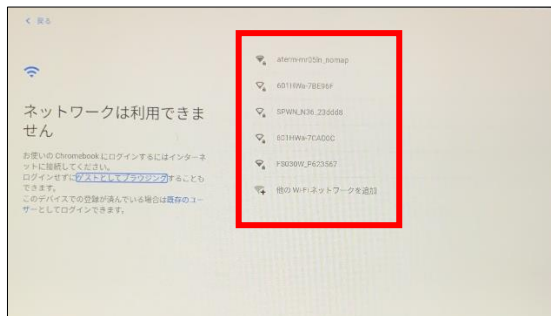 戻る
ネットワークは利用できま
せん
お使いの Chromebook にログインするにはインターネ
ットに接続してください。
ログインせずにゲストとしてブラウジングすることも
できます。
このデバイスでの登録が済んでいる場合は既存のユー
ザーとしてログインできます。
aterm-mr05ln_nomap
601HWa-7BE96F
SPWN_N36_23ddd8
601HWa-7CADDC
FS030W_P623567
他の Wi-Fi ネットワークを追加